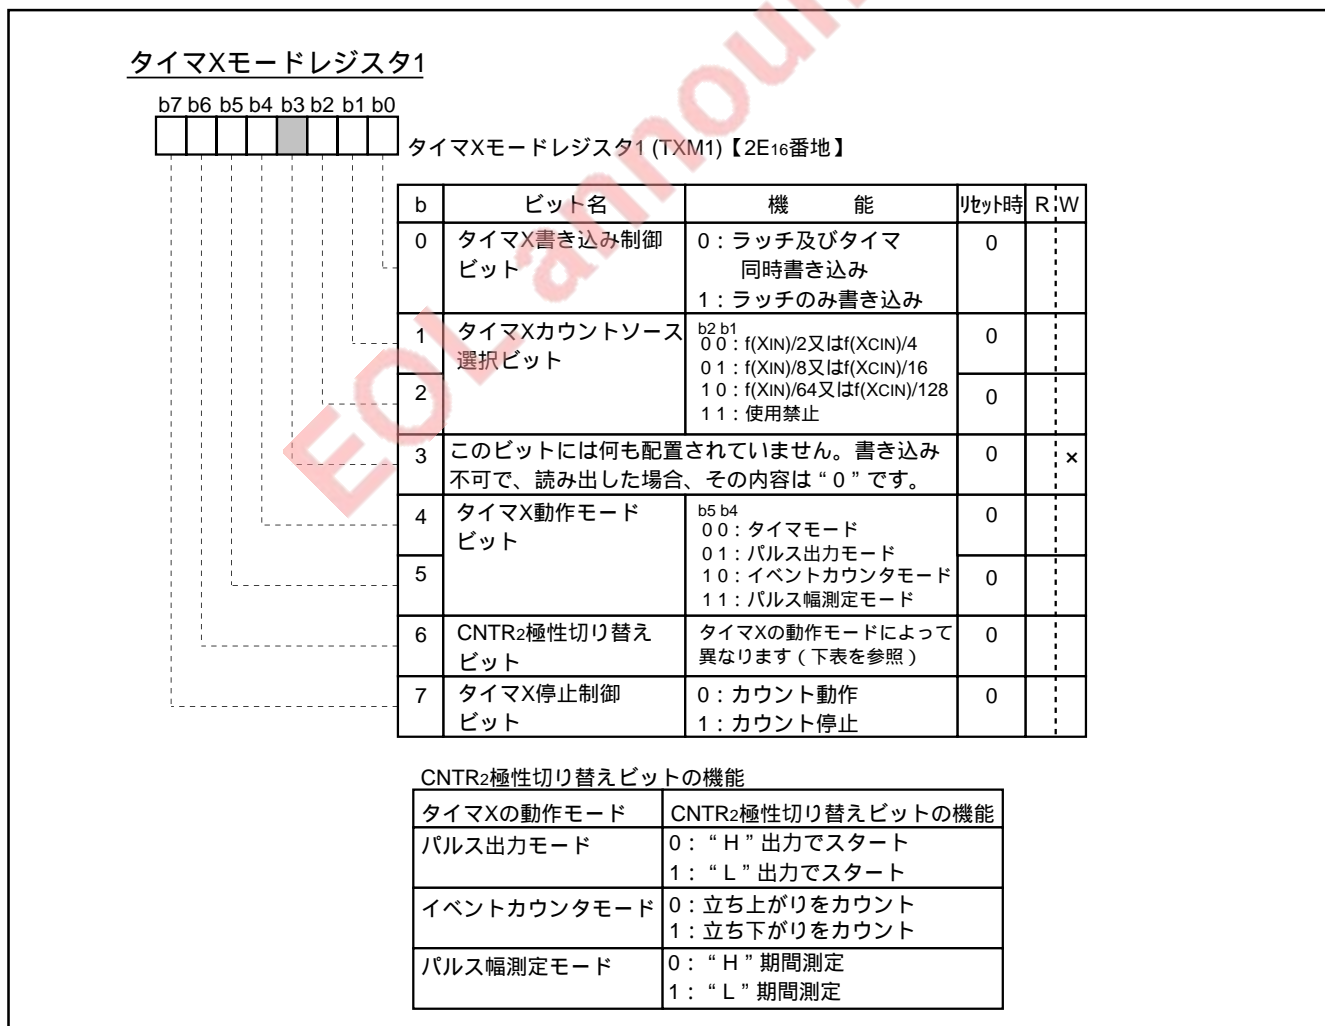 タイマXモードレジスタ1
b7 b6 b5 b4 b3 b2 b1 b0
タイマXモードレジスタ1 (TXM1)【2E16番地】
b ビット名 機 能 リセット時 R W
0 タイマX書き込み制御 0：ラッチ及びタイマ 0
ビット 同時書き込み
1：ラッチのみ書き込み
1 タイマXカウントソース b2 b1 0
選択ビット 0 0：f(XIN)/2又はf(XCIN)/4
0 1：f(XIN)/8又はf(XCIN)/16
2 1 0：f(XIN)/64又はf(XCIN)/128 0
1 1：使用禁止
3 このビットには何も配置されていません。書き込み 0 ×
不可で、読み出した場合、その内容は“0”です。
4 タイマX動作モード b5 b4 0
ビット 0 0：タイマモード
0 1：パルス出力モード
5 1 0：イベントカウンタモード 0
1 1：パルス幅測定モード
6 CNTR2極性切り替え タイマXの動作モードによって 0
ビット 異なります（下表を参照）
7 タイマX停止制御 0：カウント動作 0
ビット 1：カウント停止
CNTR2極性切り替えビットの機能
タイマXの動作モード CNTR2極性切り替えビットの機能
パルス出力モード 0：“H”出力でスタート
1：“L”出力でスタート
イベントカウンタモード 0：立ち上がりをカウント
1：立ち下がりをカウント
パルス幅測定モード 0：“H”期間測定
1：“L”期間測定
EOL announ